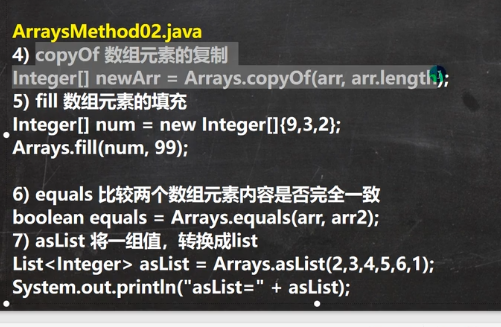 ArraysMethod02.java
4) copyOf 数组元素的复制
Integer[] newArr = Arrays.copyOf(arr, arr.length);
5) fill 数组元素的填充
Integer[] num = new Integer[]{9,3,2};
Arrays.fill(num, 99);
6) equals 比较两个数组元素内容是否完全一致
boolean equals = Arrays.equals(arr, arr2);
7) asList 将一组值，转换成list
List<Integer> asList = Arrays.asList(2,3,4,5,6,1);
System.out.println("asList=" + asList);